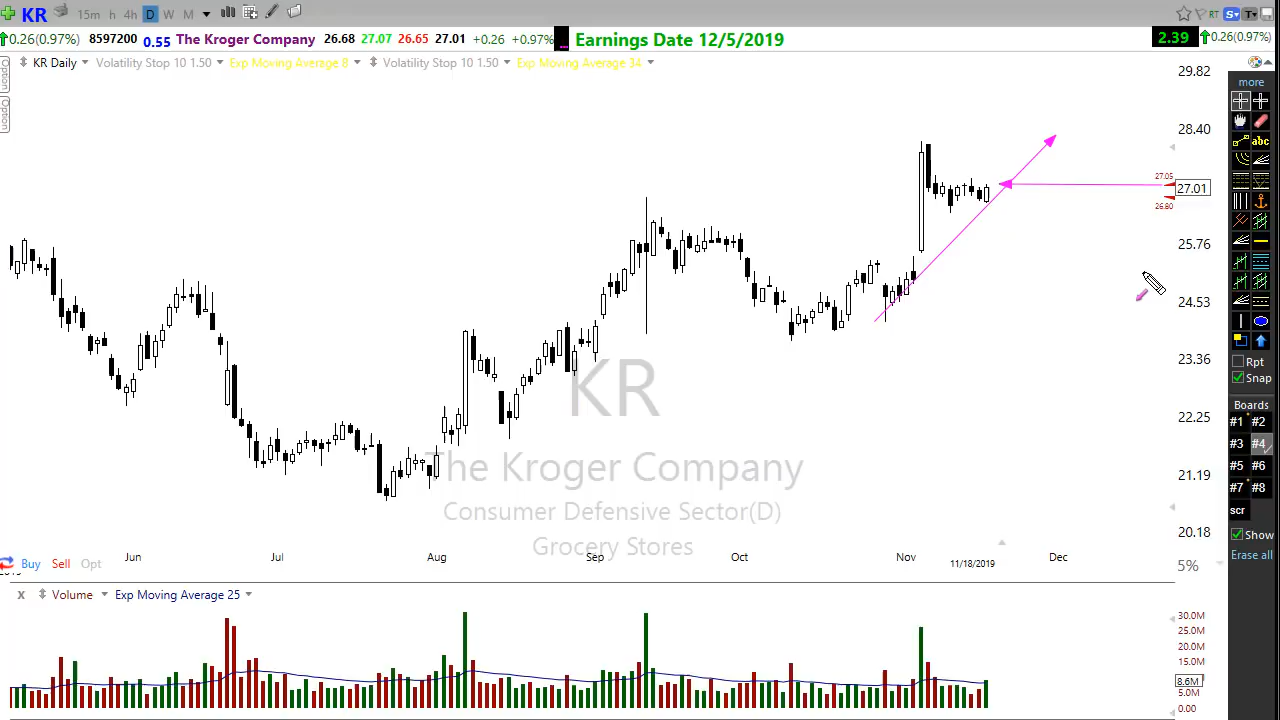 KR 15m h 4h D W M RT S T
0.26(0.97%) 8597200 0.55 The Kroger Company 26.68 27.07 26.65 27.01 +0.26 +0.97% ... Earnings Date 12/5/2019 2.39 0.26(0.97%)
Option
Option
KR Daily Volatility Stop 10 1.50 Exp Moving Average 8 Volatility Stop 10 1.50 Exp Moving Average 34
29.82
28.40
27.05
27.01
26.80
25.76
24.53
23.36
22.25
21.19
20.18
5%
KR
The Kroger Company
Consumer Defensive Sector(D)
Grocery Stores
Jun Jul Aug Sep Oct Nov Dec
Buy Sell Opt 11/18/2019
X Volume Exp Moving Average 25
30.0M
25.0M
20.0M
15.0M
8.6M
5.0M
0.00
more
abc
Rpt
Snap
Boards
#1 #2
#3 #4
#5 #6
#7 #8
scr
Show
Erase all